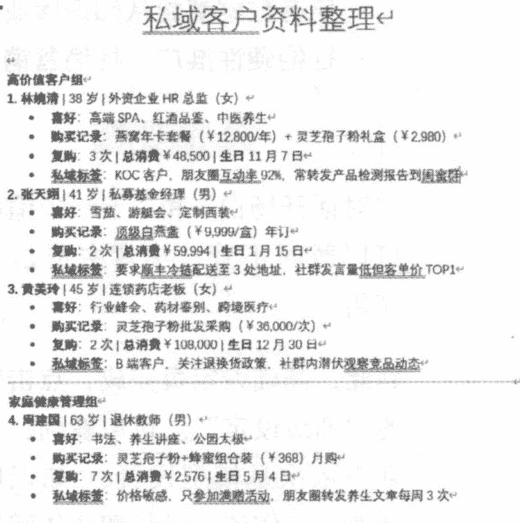 私域客户资料整理
高价值客户组
1. 林婉清 | 38 岁 | 外资企业 HR 总监（女）
• 喜好：高端 SPA、红酒品鉴、中医养生
• 购买记录：燕窝年卡套餐（￥12,800/年）+ 灵芝孢子粉礼盒（￥2,980）
• 复购：3 次 | 总消费￥48,500 | 生日 11 月 7 日
• 私域标签：KOC 客户，朋友圈互动率 92%，常转发产品检测报告到闺蜜群
2. 张天翊 | 41 岁 | 私募基金经理（男）
• 喜好：雪茄、游艇会、定制西装
• 购买记录：顶级白燕盏（￥9,999/盒）年订
• 复购：2 次 | 总消费￥59,994 | 生日 1 月 15 日
• 私域标签：要求顺丰冷链配送至 3 处地址，社群发言量低但客单价 TOP1
3. 黄美玲 | 45 岁 | 连锁药店老板（女）
• 喜好：行业峰会、药材鉴别、跨境医疗
• 购买记录：灵芝孢子粉批发采购（￥36,000/次）
• 复购：2 次 | 总消费￥108,000 | 生日 12 月 30 日
• 私域标签：B 端客户，关注退换货政策，社群内潜伏观察竞品动态
家庭健康管理组
4. 周建国 | 63 岁 | 退休教师（男）
• 喜好：书法、养生讲座、公园太极
• 购买记录：灵芝孢子粉+蜂蜜组合装（￥368）月购
• 复购：7 次 | 总消费￥2,576 | 生日 5 月 4 日
• 私域标签：价格敏感，只参加满赠活动，朋友圈转发养生文章每周 3 次